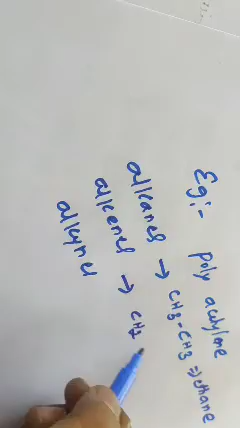 Eg:- poly acetylene
alkanes → CH3-CH3 ⇒ ethane
alkenes → CH2
alkynes